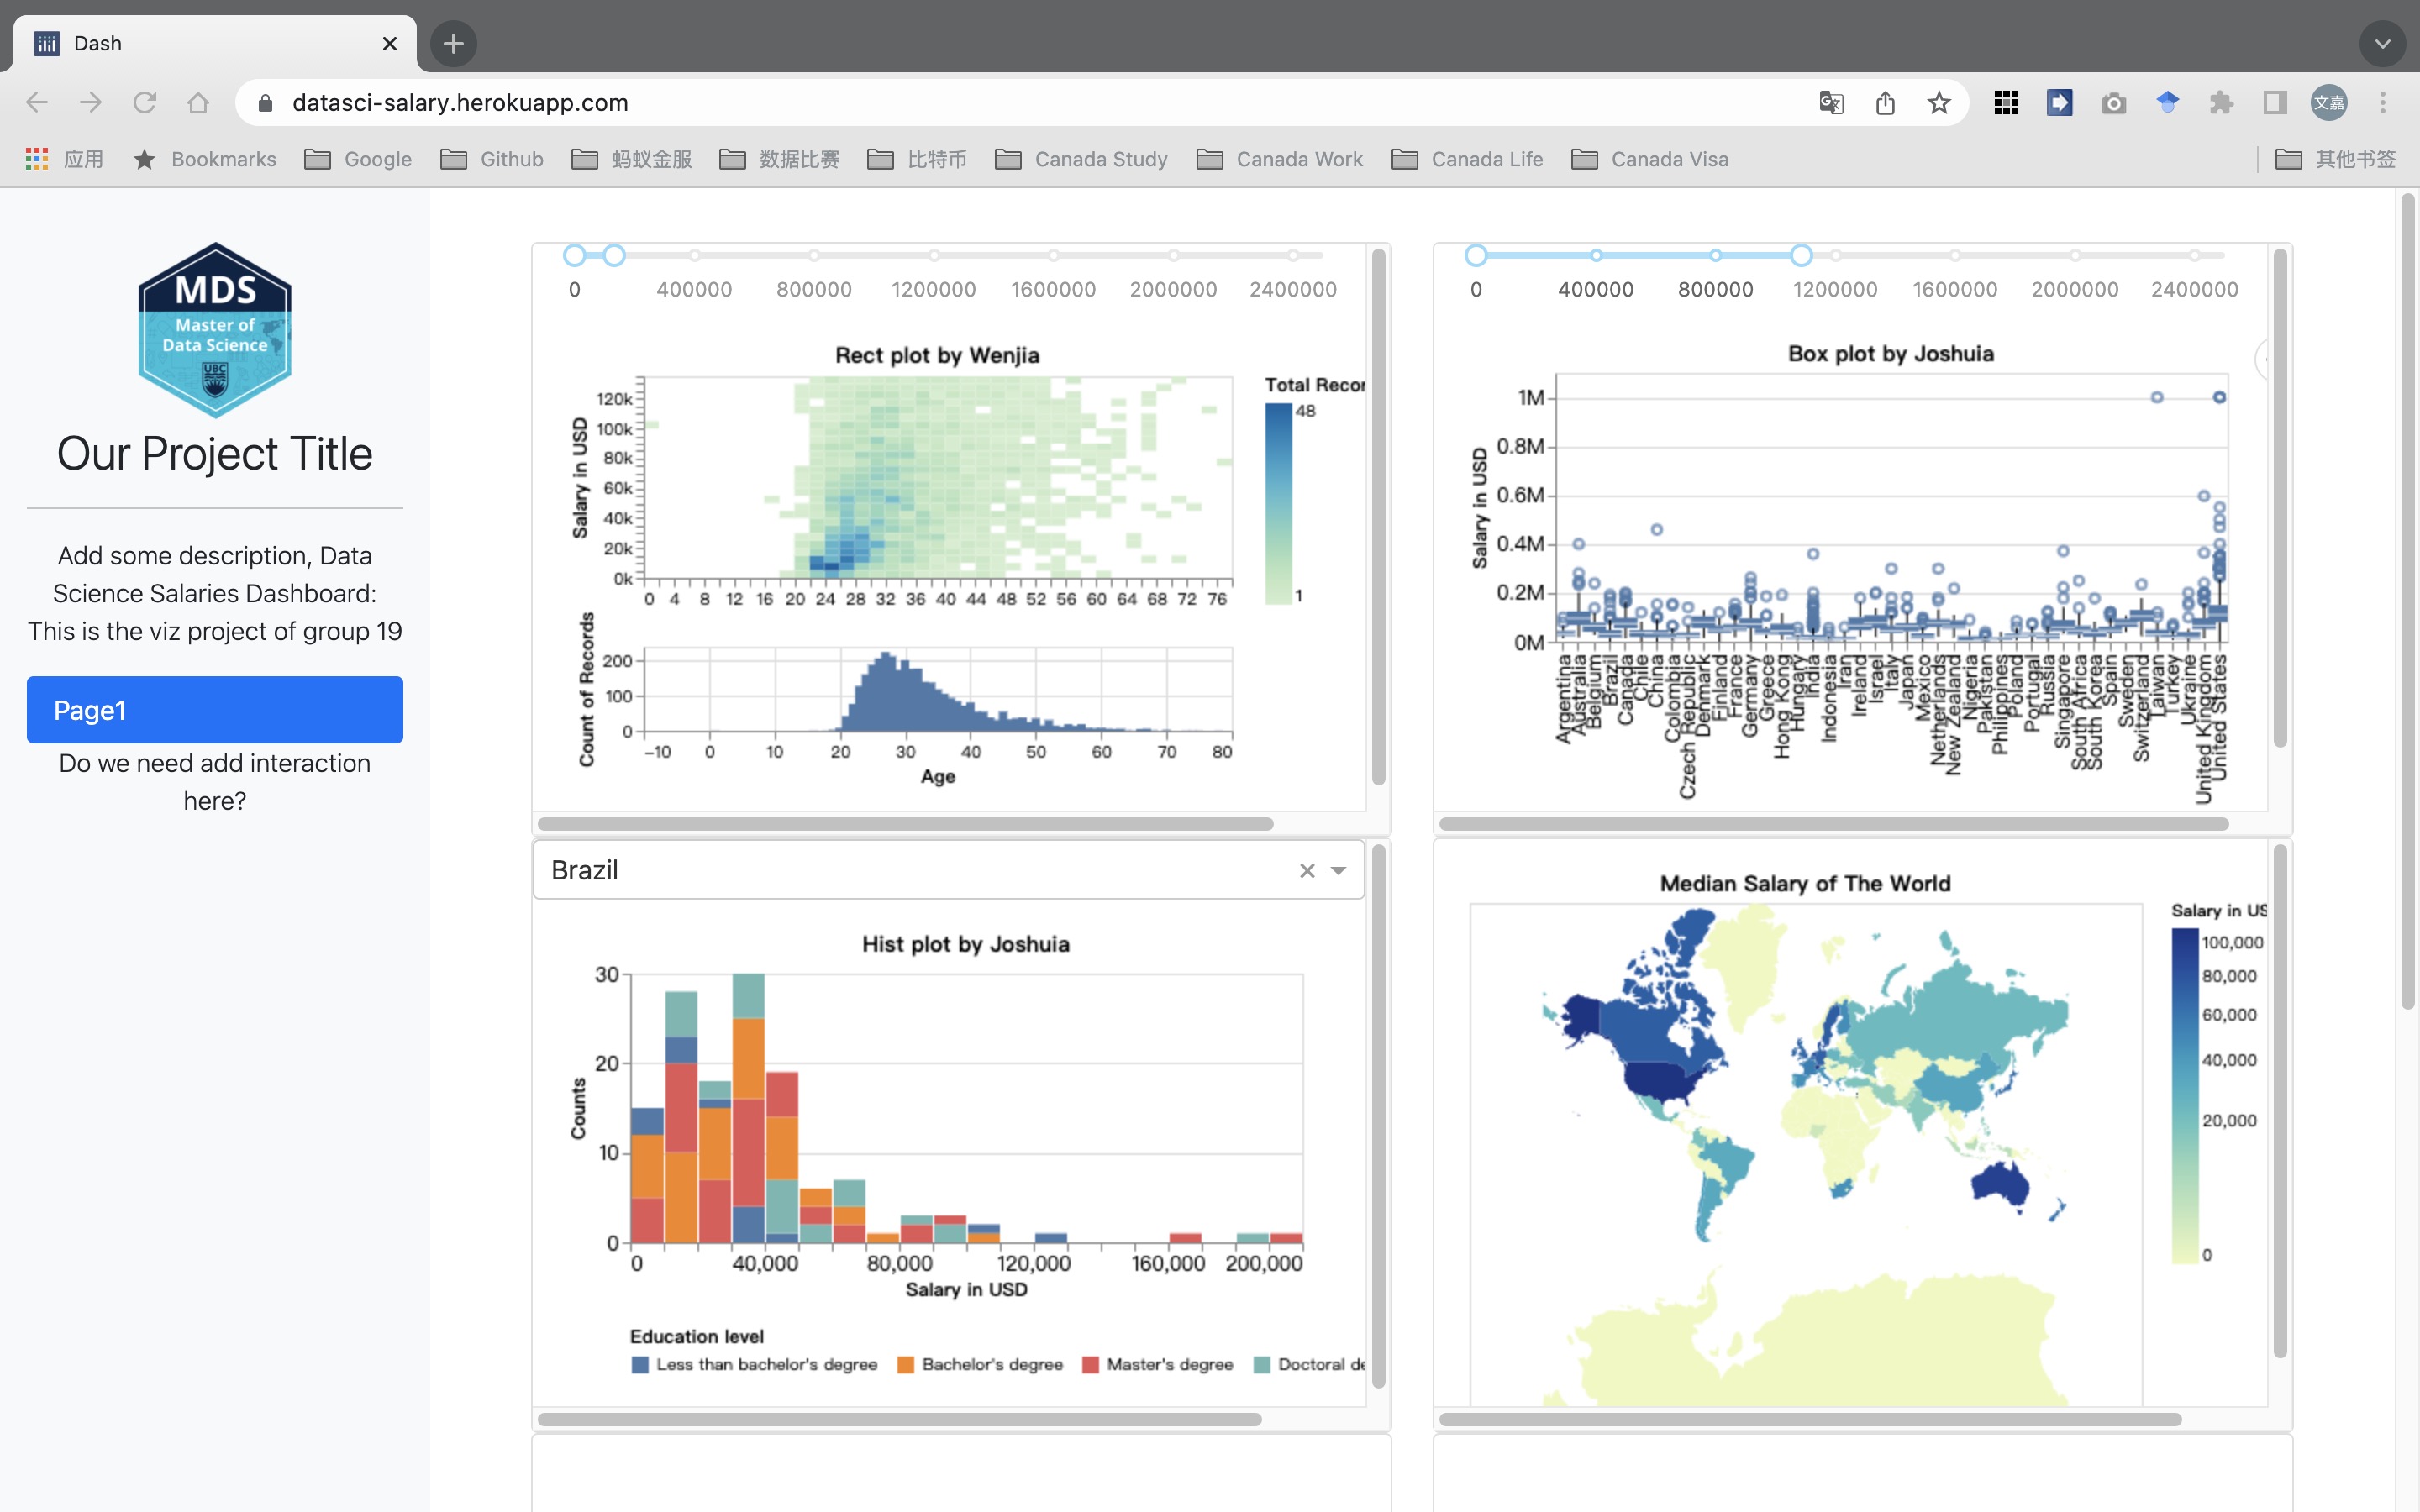 Dash
datasci-salary.herokuapp.com
文嘉
应用
Bookmarks
Google
Github
蚂蚁金服
数据比赛
比特币
Canada Study
Canada Work
Canada Life
Canada Visa
其他书签
MDS
Master of
Data Science
UBC
Our Project Title
Add some description, Data
Science Salaries Dashboard:
This is the viz project of group 19
Page1
Do we need add interaction
here?
0 400000 800000 1200000 1600000 2000000 2400000
Rect plot by Wenjia
Salary in USD
120k
100k
80k
60k
40k
20k
0k
0 4 8 12 16 20 24 28 32 36 40 44 48 52 56 60 64 68 72 76
Total Recor
48
1
Count of Records
200
100
0
−10 0 10 20 30 40 50 60 70 80
Age
0 400000 800000 1200000 1600000 2000000 2400000
Box plot by Joshuia
Salary in USD
1M
0.8M
0.6M
0.4M
0.2M
0M
Argentina
Australia
Belgium
Brazil
Canada
Chile
China
Colombia
Czech Republic
Denmark
Finland
France
Germany
Greece
Hong Kong
Hungary
India
Indonesia
Iran
Ireland
Israel
Italy
Japan
Mexico
Netherlands
New Zealand
Nigeria
Pakistan
Philippines
Poland
Portugal
Russia
Singapore
South Africa
South Korea
Spain
Sweden
Switzerland
Taiwan
Turkey
Ukraine
United Kingdom
United States
Brazil
Hist plot by Joshuia
Counts
30
20
10
0
0 40,000 80,000 120,000 160,000 200,000
Salary in USD
Education level
Less than bachelor's degree Bachelor's degree Master's degree Doctoral de
Median Salary of The World
Salary in US
100,000
80,000
60,000
40,000
20,000
0